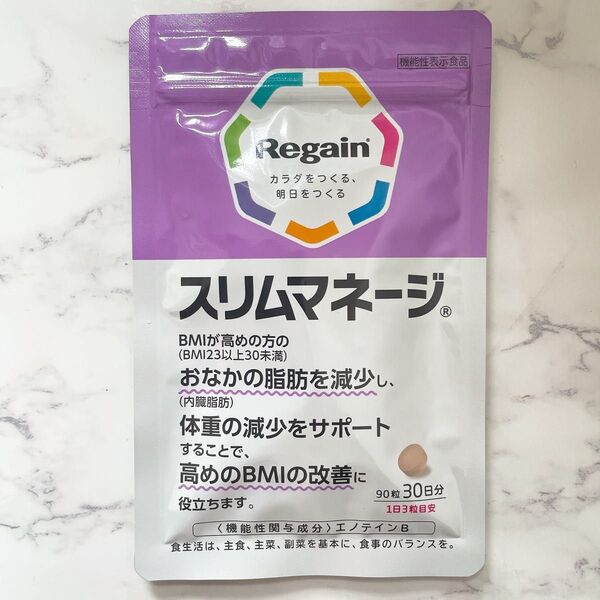 機能性表示食品
Regain®
カラダをつくる、
明日をつくる
スリムマネージ®
BMIが高めの方の
(BMI23以上30未満)
おなかの脂肪を減少し、
(内臓脂肪)
体重の減少をサポート
することで、
高めのBMIの改善に
役立ちます。
90粒30日分
1日3粒目安
〈機能性関与成分〉エノテインB
食生活は、主食、主菜、副菜を基本に、食事のバランスを。